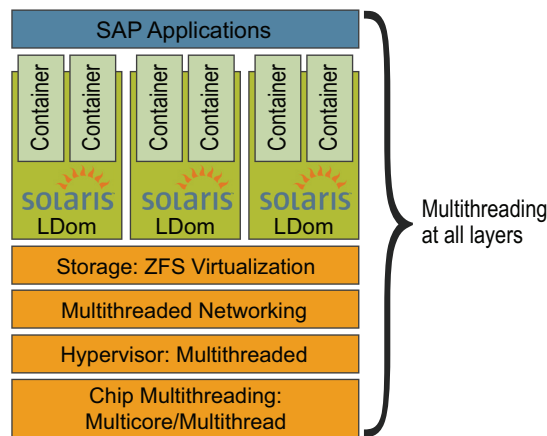 SAP Applications
Container
Container
Container
Container
Container
Container
solaris
LDom
solaris
LDom
solaris
LDom
Multithreading
at all layers
Storage: ZFS Virtualization
Multithreaded Networking
Hypervisor: Multithreaded
Chip Multithreading:
Multicore/Multithread